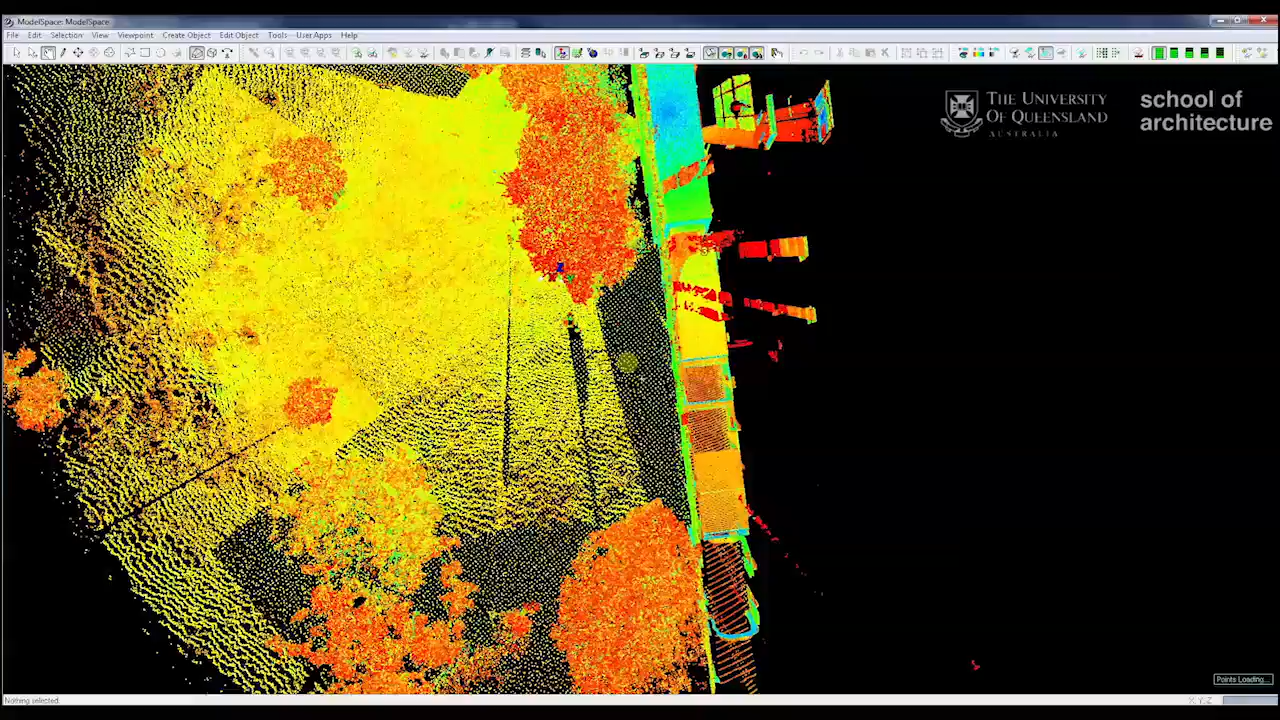 ModelSpace: ModelSpace
File Edit Selection View Viewpoint Create Object Edit Object Tools User Apps Help
THE UNIVERSITY
OF QUEENSLAND
AUSTRALIA
school of
architecture
Points Loading...
Nothing selected
X: Y: Z: